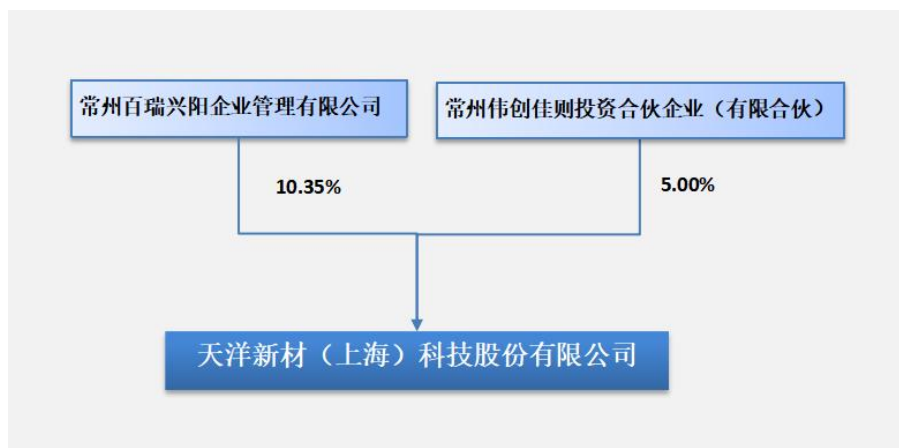 常州百瑞兴阳企业管理有限公司
常州伟创佳则投资合伙企业（有限合伙）
10.35%
5.00%
天洋新材（上海）科技股份有限公司